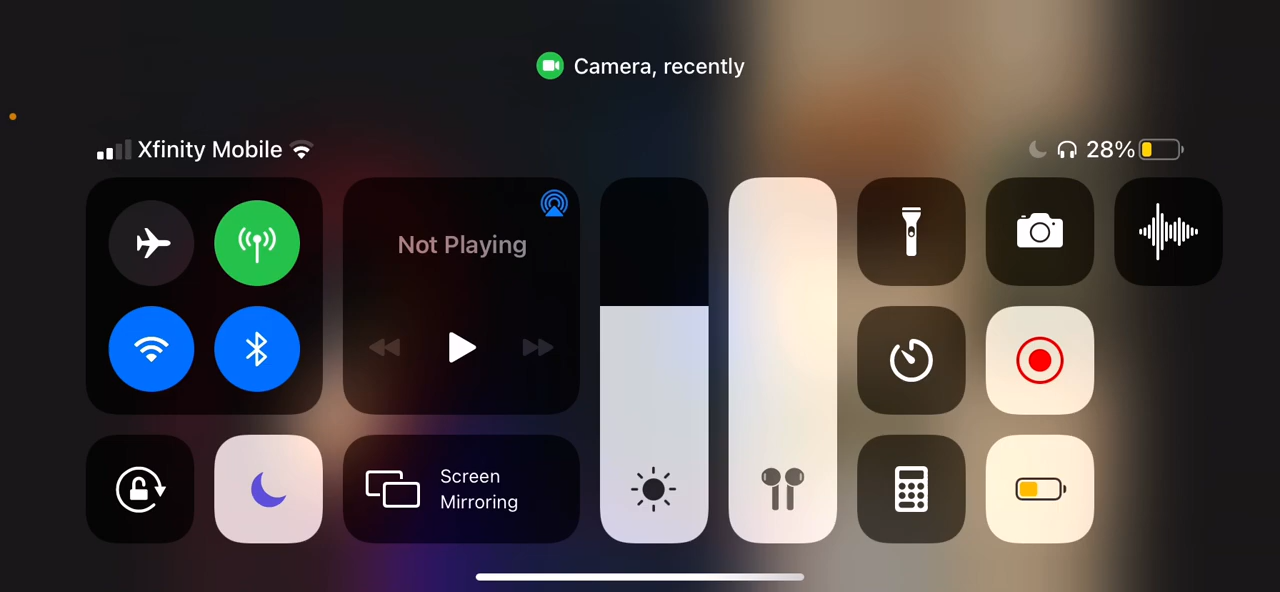 Camera, recently
Xfinity Mobile
28%
Not Playing
Screen
Mirroring